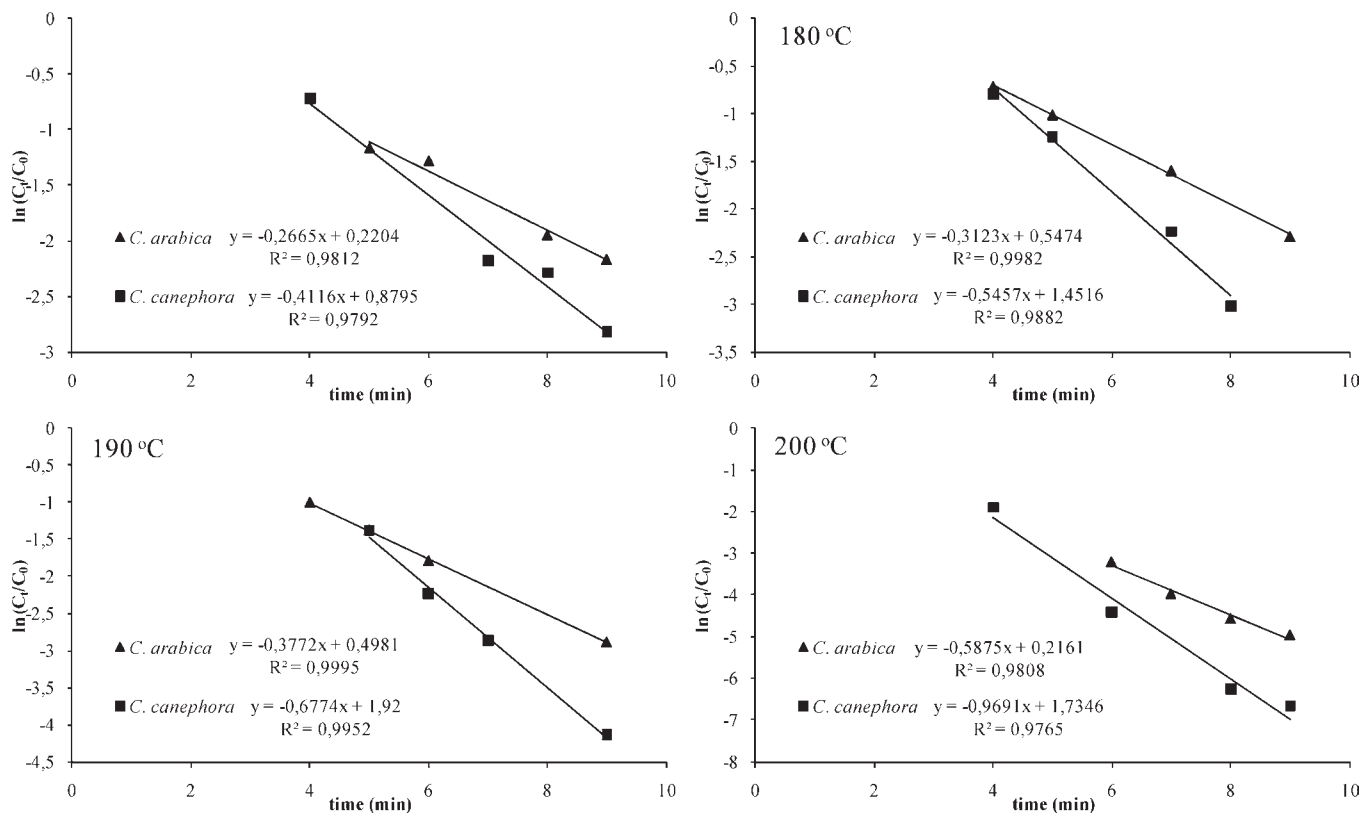 0
-0,5
-1
-1,5
-2
-2,5
-3
ln (Cₜ/C₀)
▲ C. arabica y = -0,2665x + 0,2204
R² = 0,9812
■ C. canephora y = -0,4116x + 0,8795
R² = 0,9792
0 2 4 6 8 10
time (min)
180 °C
0
-0,5
-1
-1,5
-2
-2,5
-3
-3,5
ln (Cₜ/C₀)
▲ C. arabica y = -0,3123x + 0,5474
R² = 0,9982
■ C. canephora y = -0,5457x + 1,4516
R² = 0,9882
0 2 4 6 8 10
time (min)
190 °C
0
-0,5
-1
-1,5
-2
-2,5
-3
-3,5
-4
-4,5
ln (Cₜ/C₀)
▲ C. arabica y = -0,3772x + 0,4981
R² = 0,9995
■ C. canephora y = -0,6774x + 1,92
R² = 0,9952
0 2 4 6 8 10
time (min)
200 °C
0
-1
-2
-3
-4
-5
-6
-7
-8
ln (Cₜ/C₀)
▲ C. arabica y = -0,5875x + 0,2161
R² = 0,9808
■ C. canephora y = -0,9691x + 1,7346
R² = 0,9765
0 2 4 6 8 10
time (min)